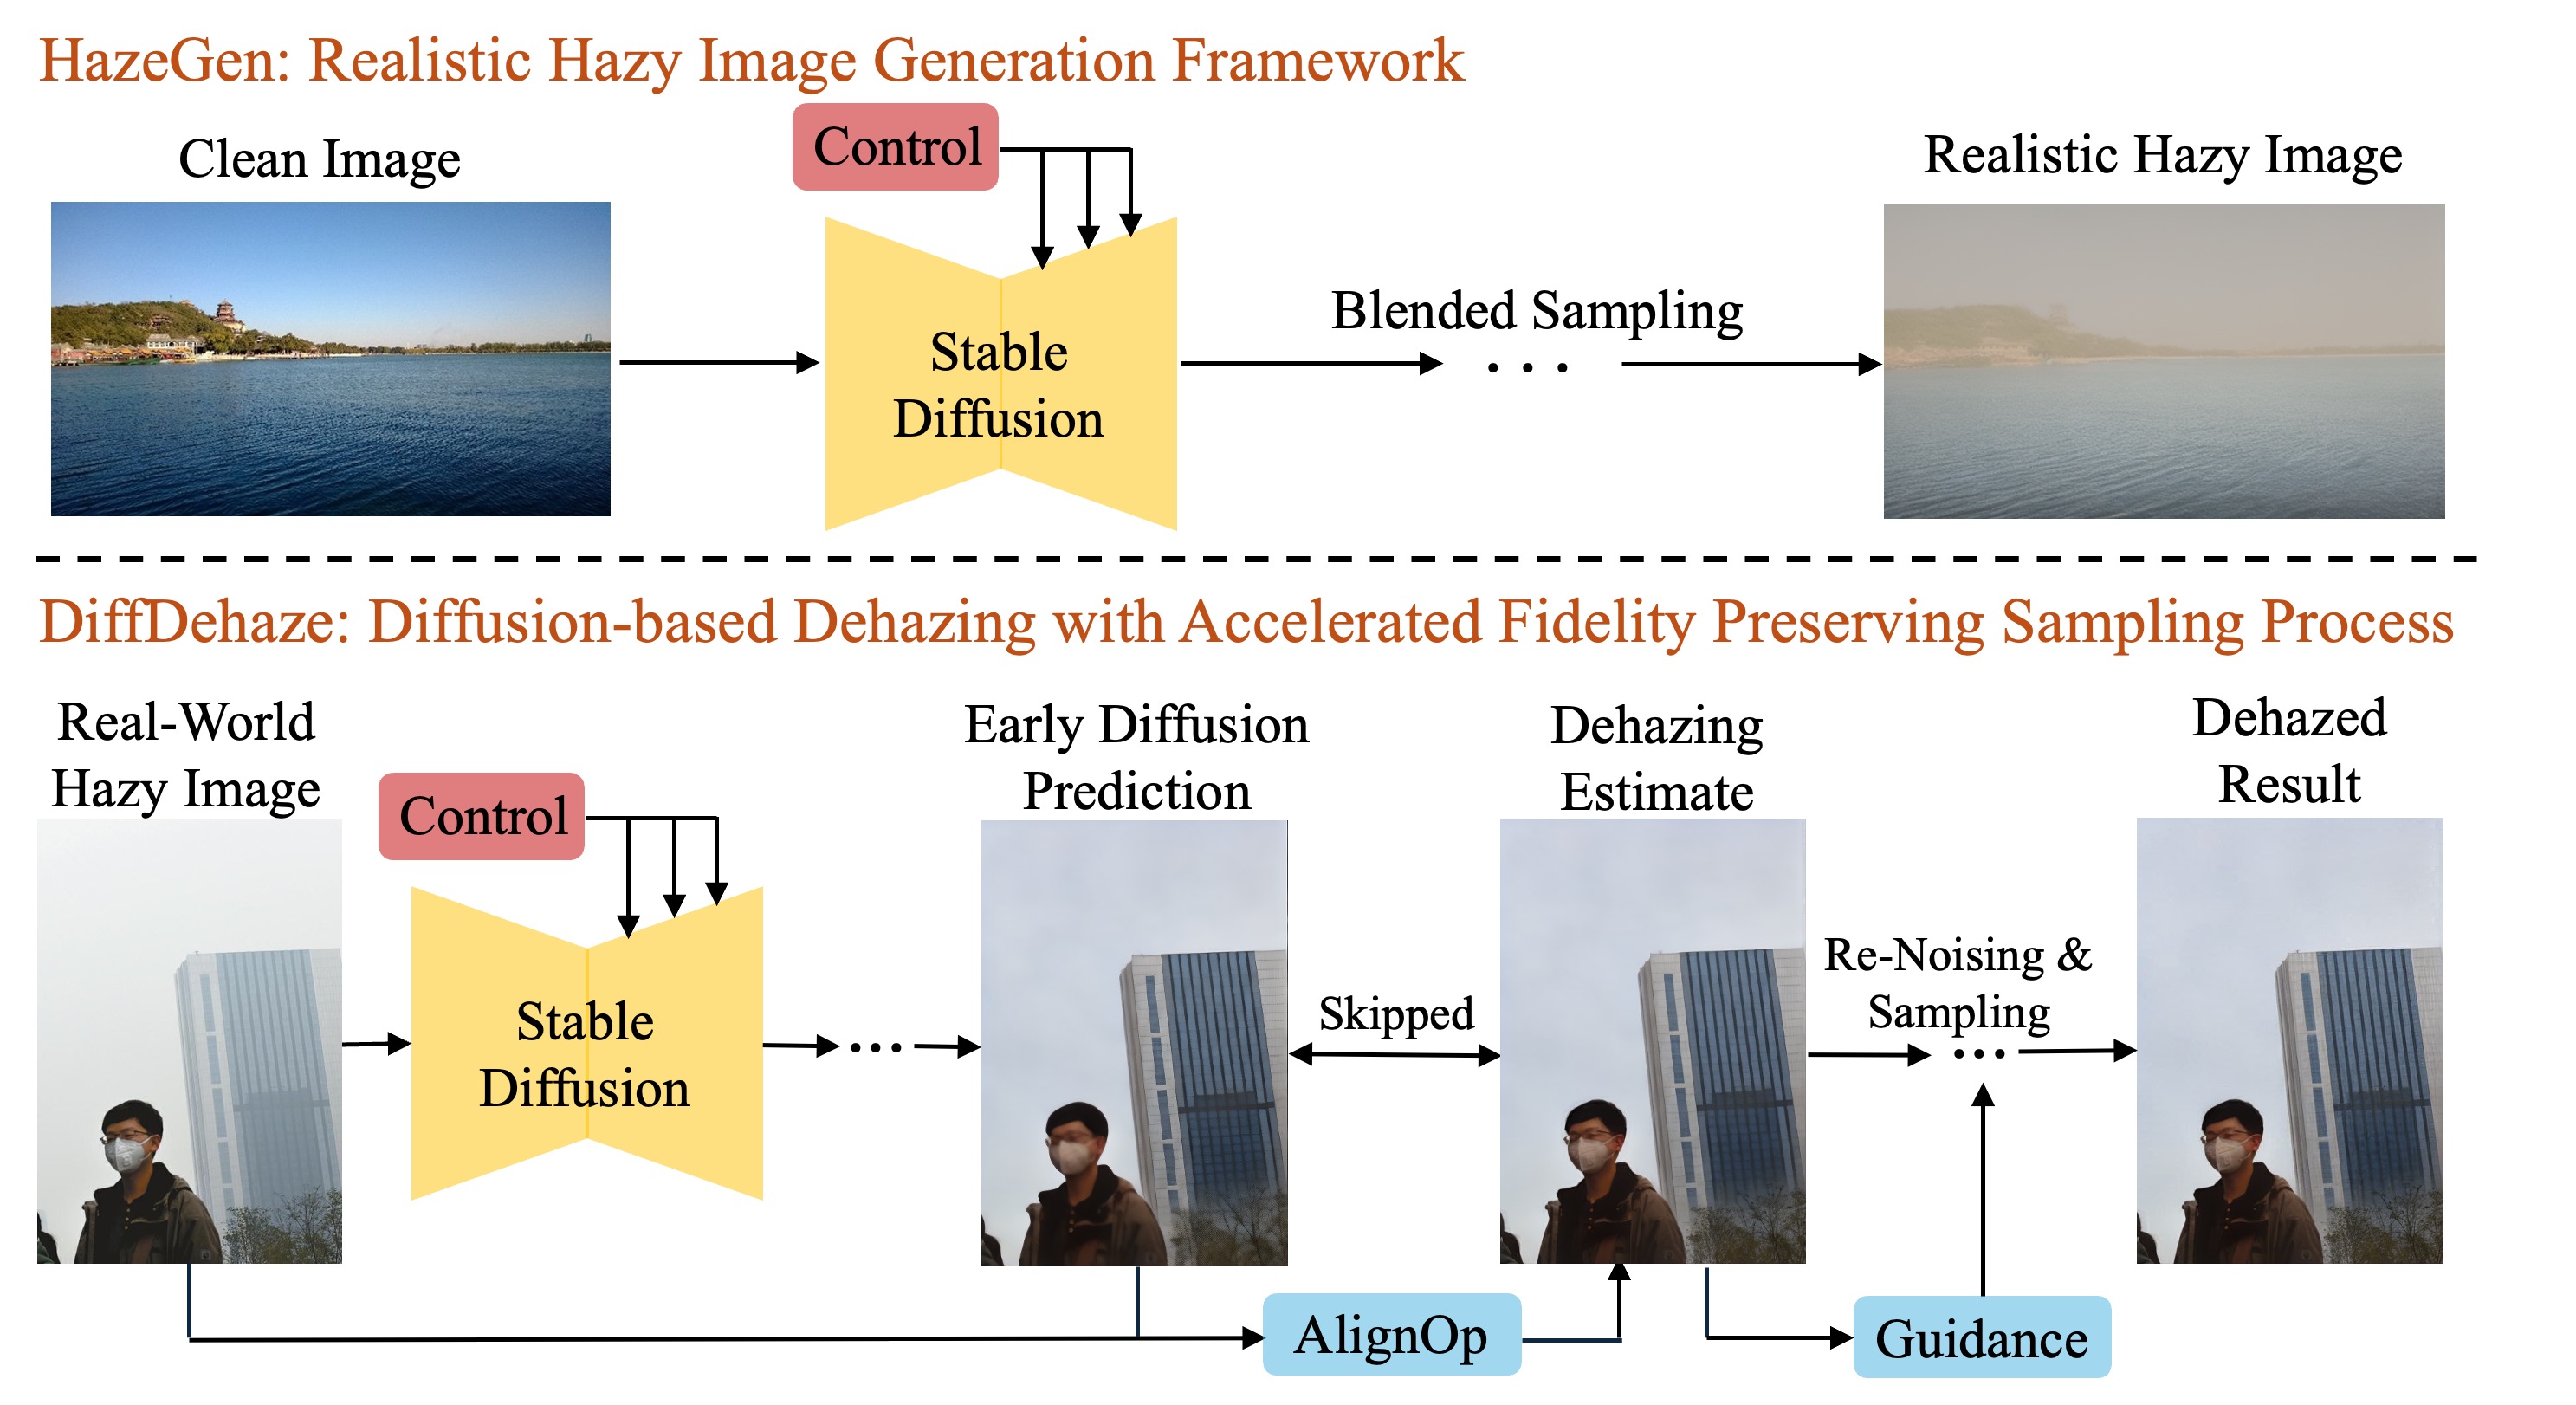 HazeGen: Realistic Hazy Image Generation Framework
Clean Image
Control
Realistic Hazy Image
Stable
Diffusion
Blended Sampling
...
DiffDehaze: Diffusion-based Dehazing with Accelerated Fidelity Preserving Sampling Process
Real-World
Hazy Image
Control
Stable
Diffusion
...
Early Diffusion
Prediction
Skipped
Dehazing
Estimate
Re-Noising &
Sampling
...
Dehazed
Result
AlignOp
Guidance